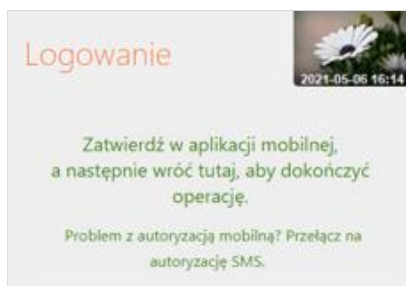 Logowanie
2021-05-06 16:14
Zatwierdź w aplikacji mobilnej,
a następnie wróć tutaj, aby dokończyć
operację.
Problem z autoryzacją mobilną? Przełącz na
autoryzację SMS.